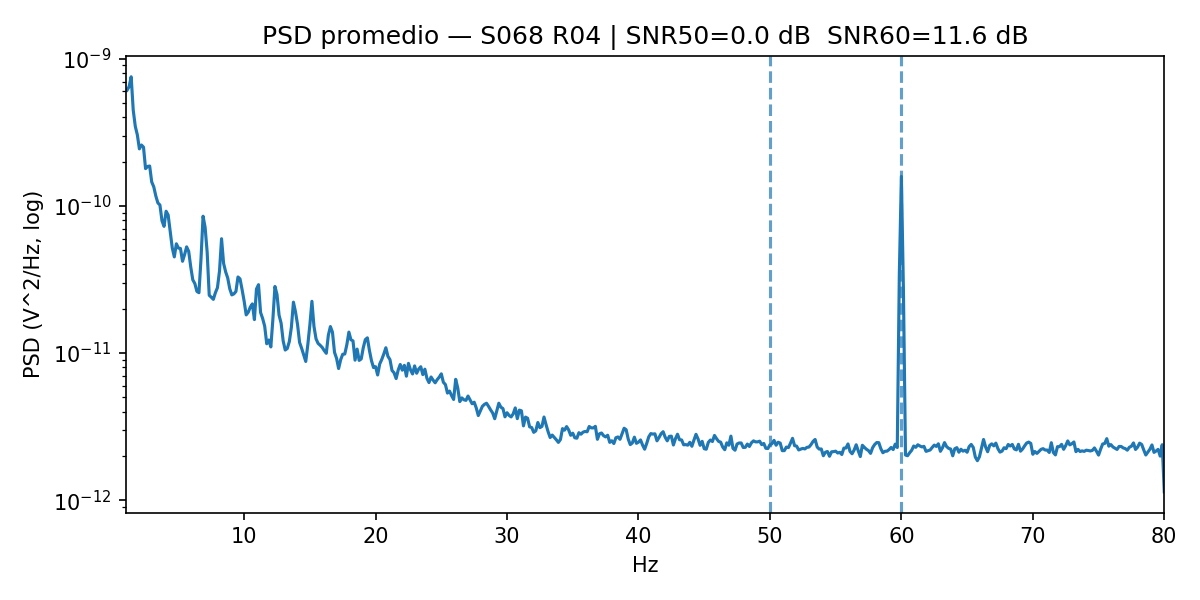 PSD promedio — S068 R04 | SNR50=0.0 dB  SNR60=11.6 dB
PSD (V^2/Hz, log)
10⁻⁹
10⁻¹⁰
10⁻¹¹
10⁻¹²
10 20 30 40 50 60 70 80
Hz